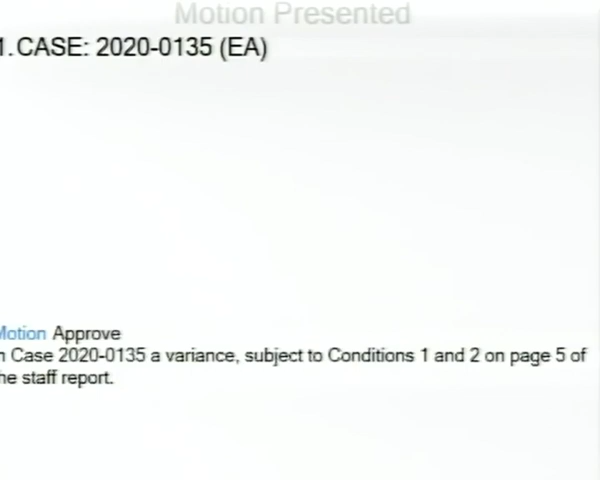 Motion Presented
1. CASE: 2020-0135 (EA)
Motion Approve
n Case 2020-0135 a variance, subject to Conditions 1 and 2 on page 5 of
he staff report.